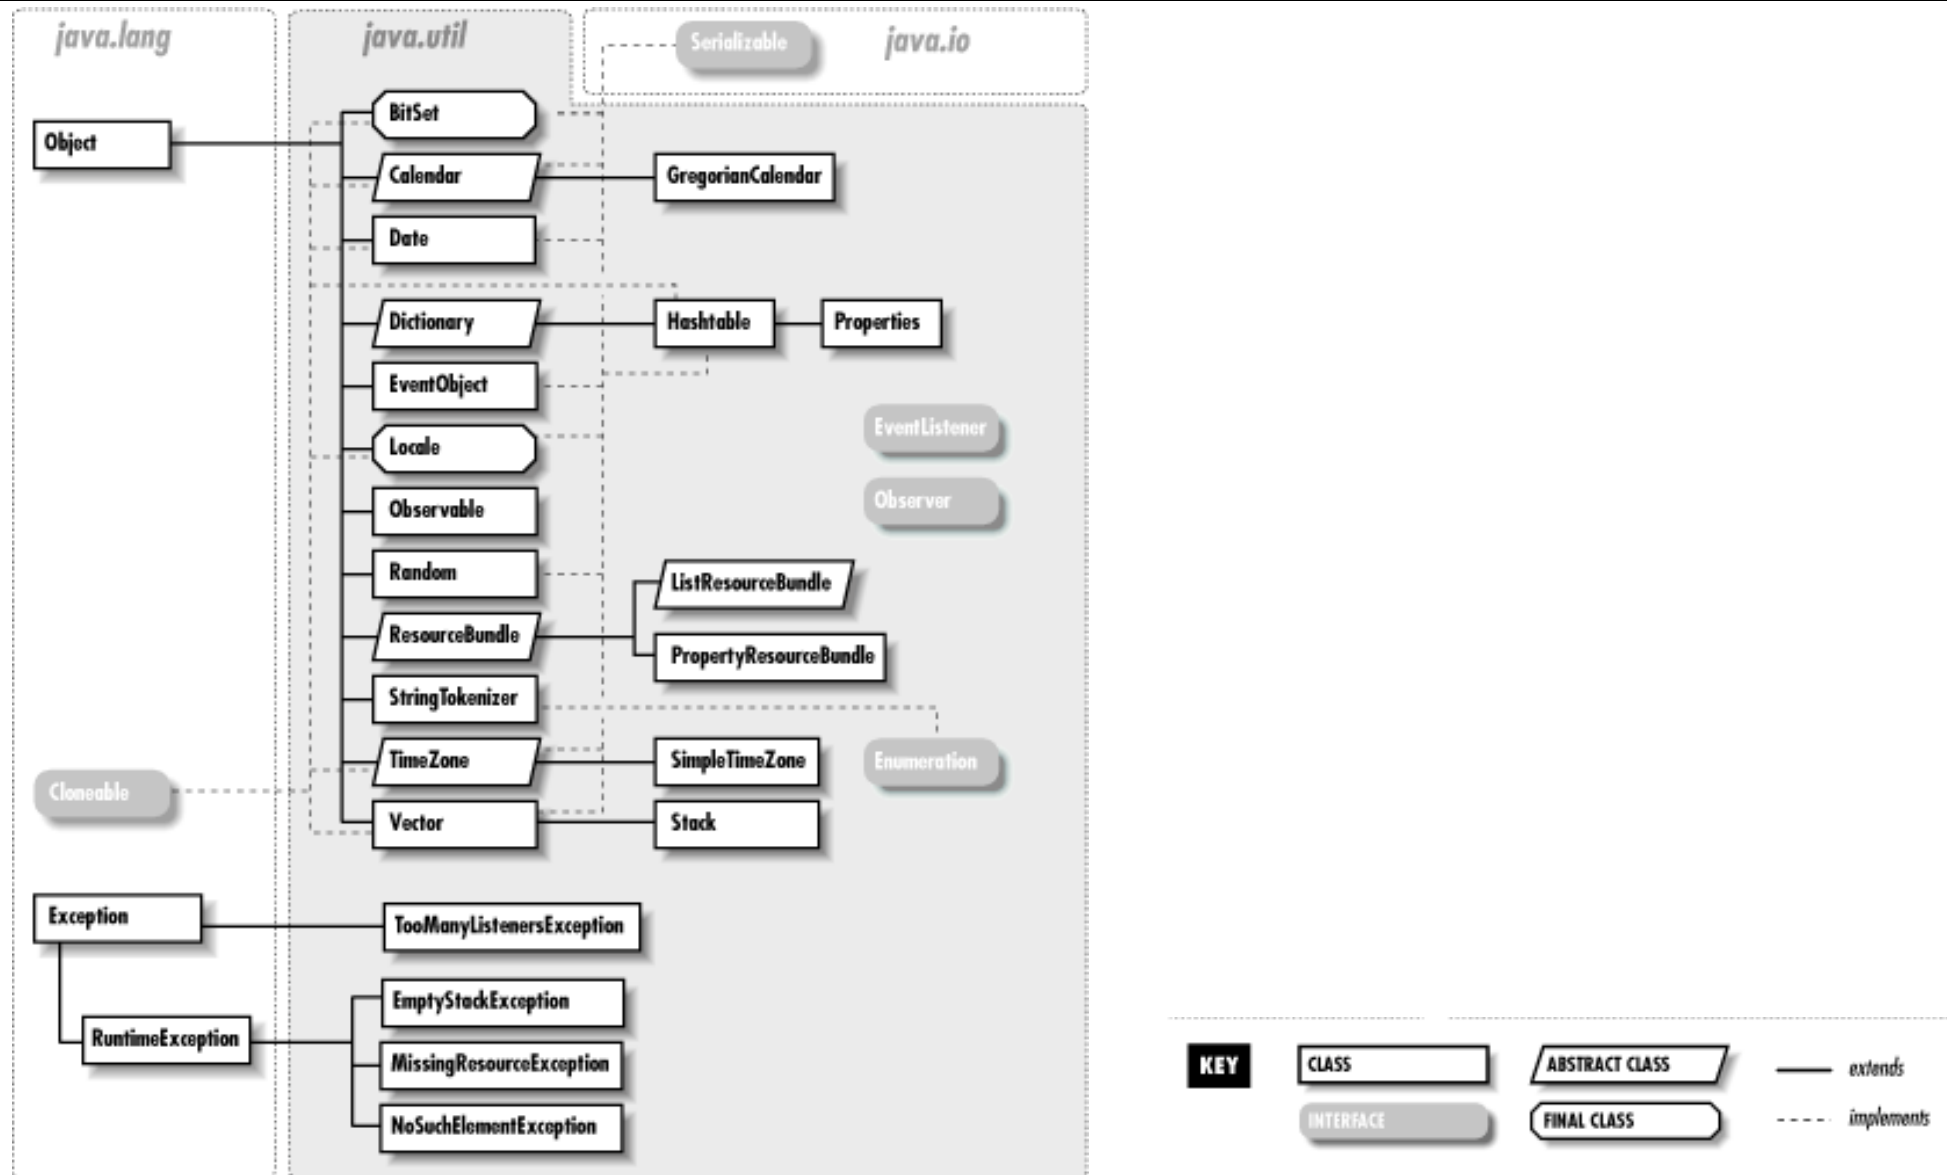 java.lang
java.util
Serializable
java.io
BitSet
Object
Calendar
GregorianCalendar
Date
Dictionary
Hashtable
Properties
EventObject
EventListener
Locale
Observer
Observable
Random
ListResourceBundle
ResourceBundle
PropertyResourceBundle
StringTokenizer
TimeZone
SimpleTimeZone
Enumeration
Cloneable
Vector
Stack
Exception
TooManyListenersException
EmptyStackException
RuntimeException
MissingResourceException
NoSuchElementException
KEY
CLASS
ABSTRACT CLASS
extends
INTERFACE
FINAL CLASS
implements